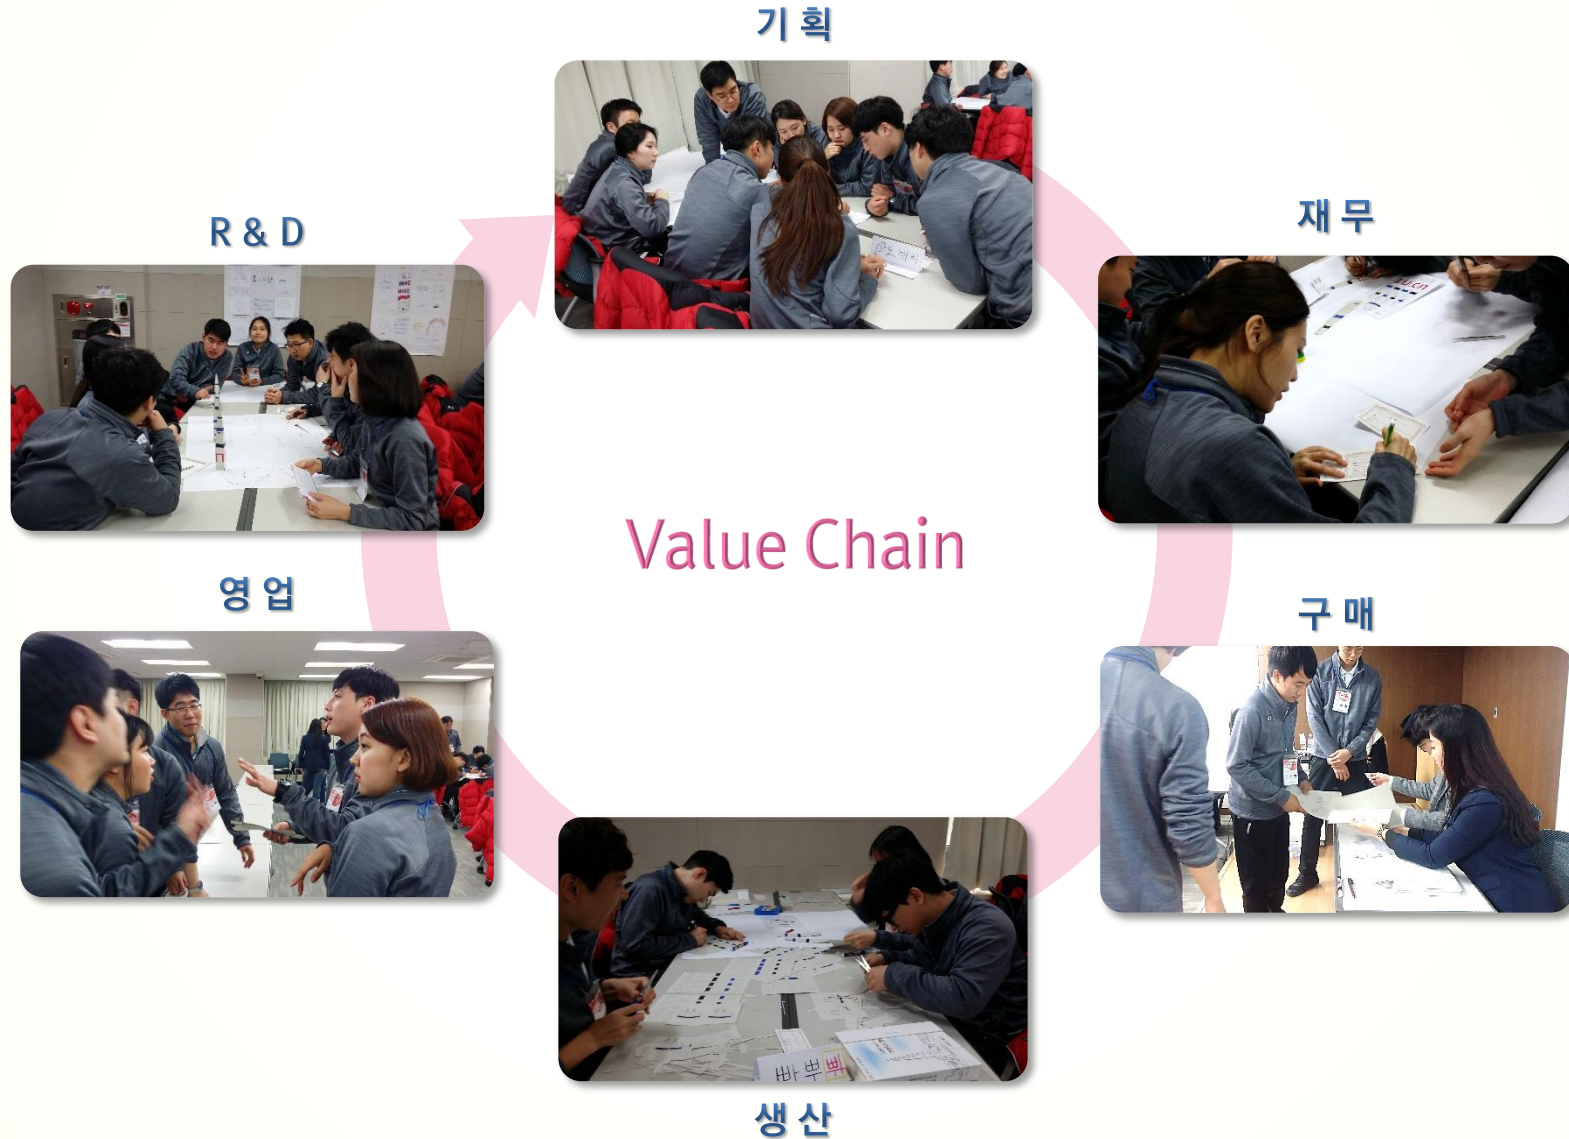 기 획
재 무
R & D
Value Chain
영 업
구 매
생 산